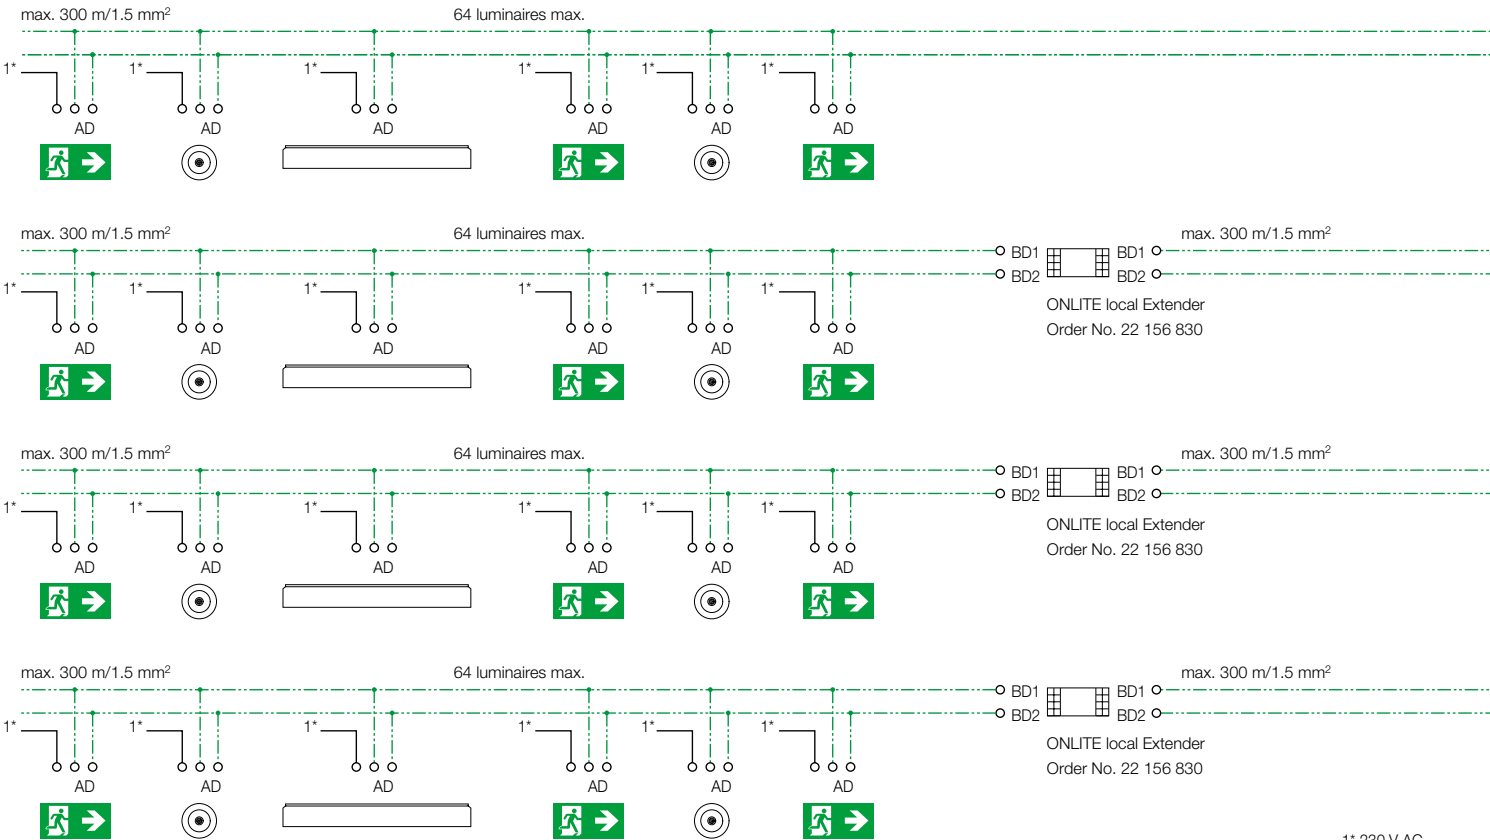 max. 300 m/1.5 mm² 64 luminaires max.
1* 1* 1* 1* 1* 1*
AD AD AD AD AD AD
max. 300 m/1.5 mm² 64 luminaires max. max. 300 m/1.5 mm²
BD1 BD1
BD2 BD2
1* 1* 1* 1* 1* 1*
ONLITE local Extender
Order No. 22 156 830
AD AD AD AD AD AD
max. 300 m/1.5 mm² 64 luminaires max. max. 300 m/1.5 mm²
BD1 BD1
BD2 BD2
1* 1* 1* 1* 1* 1*
ONLITE local Extender
Order No. 22 156 830
AD AD AD AD AD AD
max. 300 m/1.5 mm² 64 luminaires max. max. 300 m/1.5 mm²
BD1 BD1
BD2 BD2
1* 1* 1* 1* 1* 1*
ONLITE local Extender
Order No. 22 156 830
AD AD AD AD AD AD
1* 230 V AC